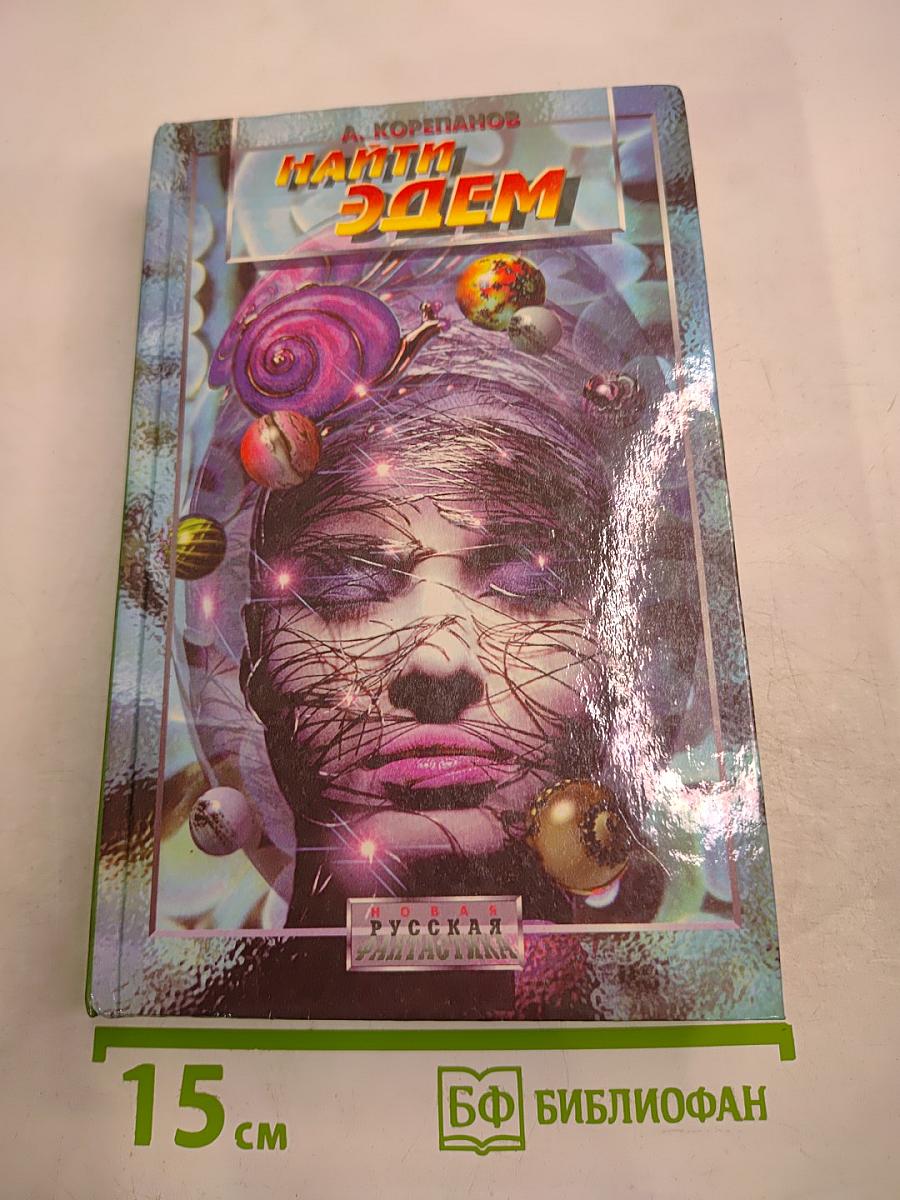 А. КОРЕПАНОВ
НАЙТИ
ЭДЕМ
НОВАЯ
РУССКАЯ
ФАНТАСТИКА
15 см
БФ БИБЛИОФАН